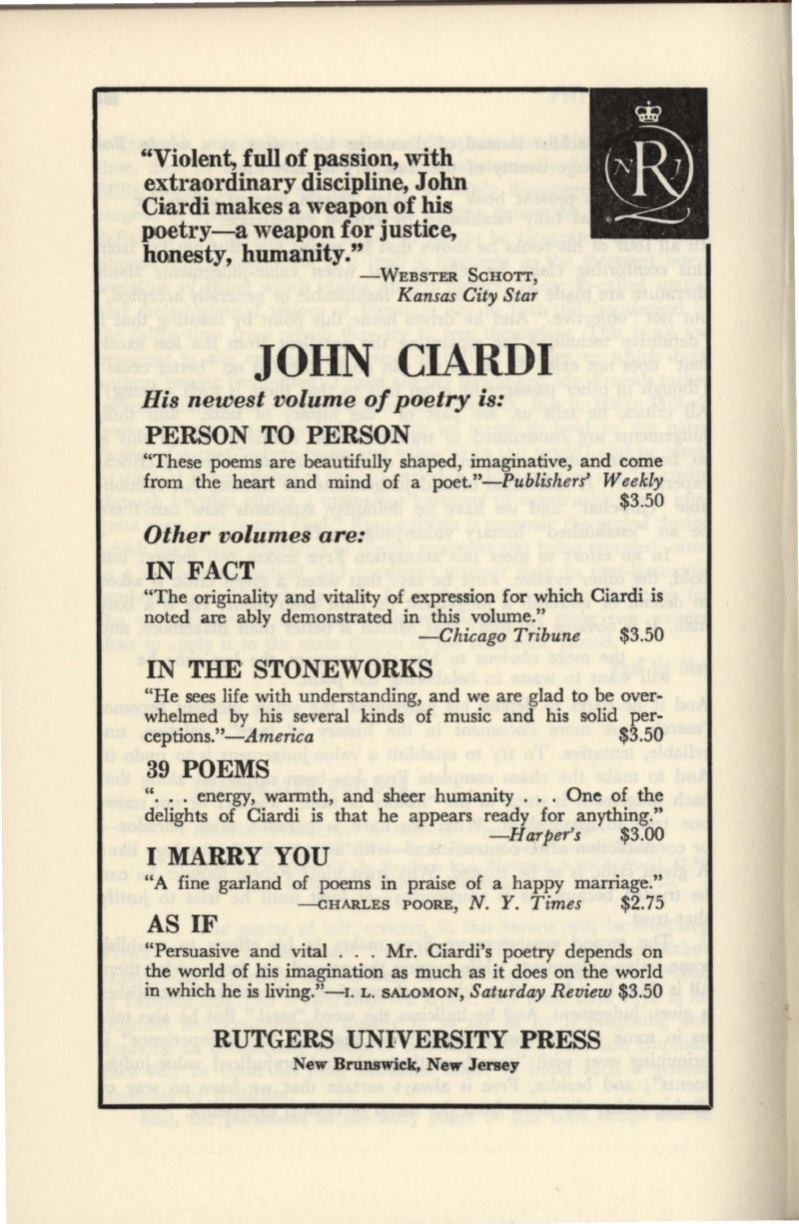 “Violent, full of passion, with
extraordinary discipline, John
Ciardi makes a weapon of his
poetry—a weapon for justice,
honesty, humanity.”
—WEBSTER SCHOTT,
Kansas City Star
N R J
JOHN CIARDI
His newest volume of poetry is:
PERSON TO PERSON
“These poems are beautifully shaped, imaginative, and come
from the heart and mind of a poet.”—Publishers’ Weekly
$3.50
Other volumes are:
IN FACT
“The originality and vitality of expression for which Ciardi is
noted are ably demonstrated in this volume.”
—Chicago Tribune $3.50
IN THE STONEWORKS
“He sees life with understanding, and we are glad to be over-
whelmed by his several kinds of music and his solid per-
ceptions.”—America $3.50
39 POEMS
“. . . energy, warmth, and sheer humanity . . . One of the
delights of Ciardi is that he appears ready for anything.”
—Harper’s $3.00
I MARRY YOU
“A fine garland of poems in praise of a happy marriage.”
—CHARLES POORE, N. Y. Times $2.75
AS IF
“Persuasive and vital . . . Mr. Ciardi’s poetry depends on
the world of his imagination as much as it does on the world
in which he is living.”—I. L. SALOMON, Saturday Review $3.50
RUTGERS UNIVERSITY PRESS
New Brunswick, New Jersey